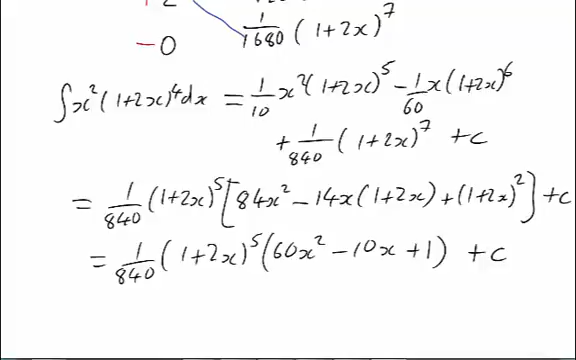 + 2
1/1680 (1+2x)^7
− 0
∫x²(1+2x)⁴dx = 1/10 x²(1+2x)⁵ − 1/60 x(1+2x)⁶
+ 1/840 (1+2x)⁷ + c
= 1/840 (1+2x)⁵[84x² − 14x(1+2x) + (1+2x)²] + c
= 1/840 (1+2x)⁵(60x² − 10x + 1) + c